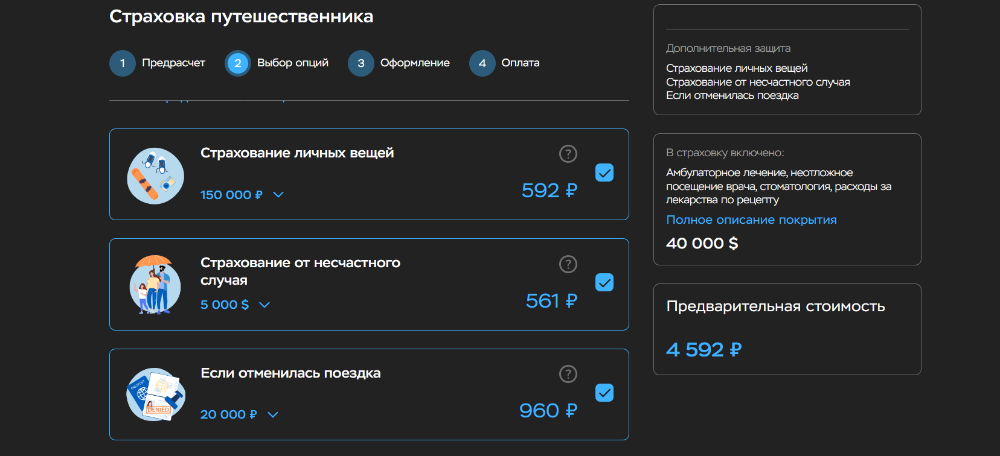 Страховка путешественника
1 Предрасчет 2 Выбор опций 3 Оформление 4 Оплата
Страхование личных вещей
?
150 000 ₽
592 ₽
Страхование от несчастного
случая
?
5 000 $
561 ₽
PASSPORT
DENIED
Если отменилась поездка
?
20 000 ₽
960 ₽
Дополнительная защита
Страхование личных вещей
Страхование от несчастного случая
Если отменилась поездка
В страховку включено:
Амбулаторное лечение, неотложное
посещение врача, стоматология, расходы за
лекарства по рецепту
Полное описание покрытия
40 000 $
Предварительная стоимость
4 592 ₽